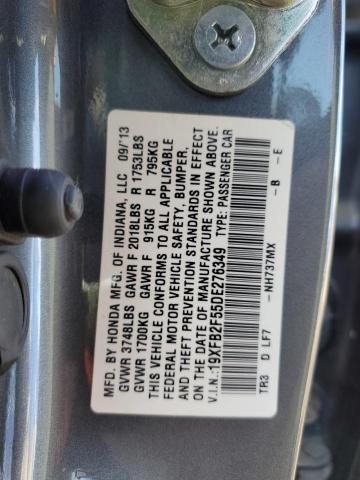 MFD. BY HONDA MFG. OF INDIANA, LLC 09/13
GVWR 3748LBS GAWR F 2018LBS R 1753LBS
GVWR 1700KG GAWR F 915KG R 795KG
THIS VEHICLE CONFORMS TO ALL APPLICABLE
FEDERAL MOTOR VEHICLE SAFETY, BUMPER,
AND THEFT PREVENTION STANDARDS IN EFFECT
ON THE DATE OF MANUFACTURE SHOWN ABOVE.
V.I.N.:19XFB2F55DE276349 TYPE: PASSENGER CAR
TR3 D LF7 -NH737MX -B -E